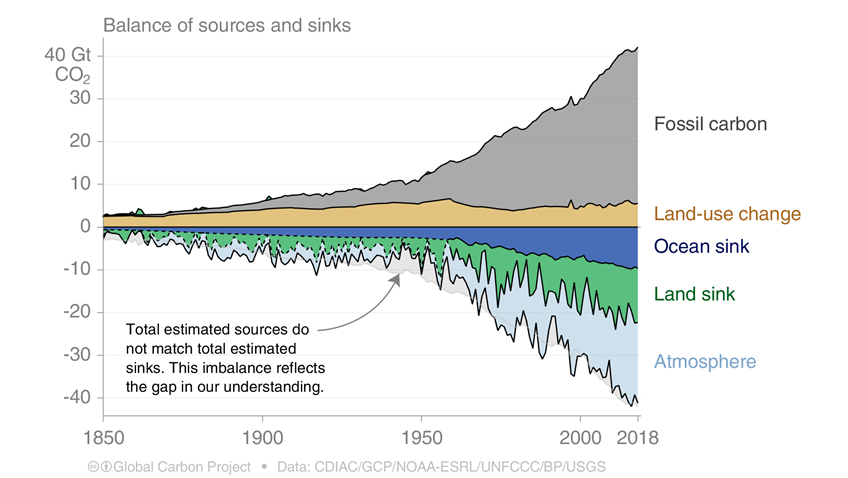 Balance of sources and sinks
40 Gt
CO₂
30
20
10
0
-10
-20
-30
-40
Fossil carbon
Land-use change
Ocean sink
Land sink
Atmosphere
Total estimated sources do
not match total estimated
sinks. This imbalance reflects
the gap in our understanding.
1850
1900
1950
2000
2018
Global Carbon Project • Data: CDIAC/GCP/NOAA-ESRL/UNFCCC/BP/USGS